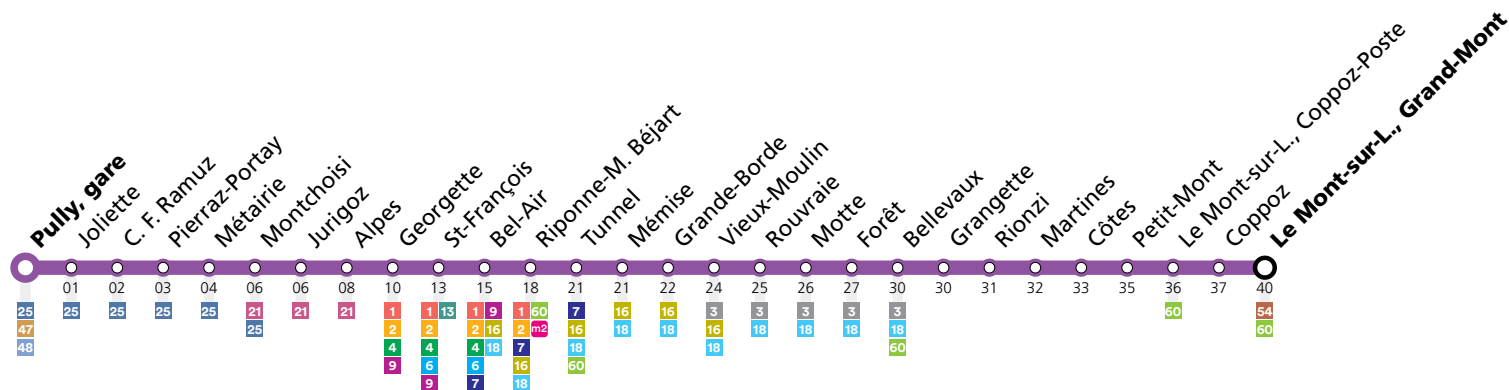 Pully, gare
Joliette
C. F. Ramuz
Pierraz-Portay
Métairie
Montchoisi
Jurigoz
Alpes
Georgette
St-François
Bel-Air
Riponne-M. Béjart
Tunnel
Mémise
Grande-Borde
Vieux-Moulin
Rouvraie
Motte
Forêt
Bellevaux
Grangette
Rionzi
Martines
Côtes
Petit-Mont
Le Mont-sur-L., Coppoz-Poste
Coppoz
Le Mont-sur-L., Grand-Mont
01 02 03 04 06 06 08 10 13 15 18 21 21 22 24 25 26 27 30 30 31 32 33 35 36 37 40
25 25 25 25 25 21 21 21 1 1 13 1 9 1 60 7 16 16 3 3 3 3 3 60 54
47 25 2 2 2 16 2 m2 16 18 18 16 18 18 18 18 60
48 4 4 4 18 7 18 18 60
9 6 6 16 60
9 7 18